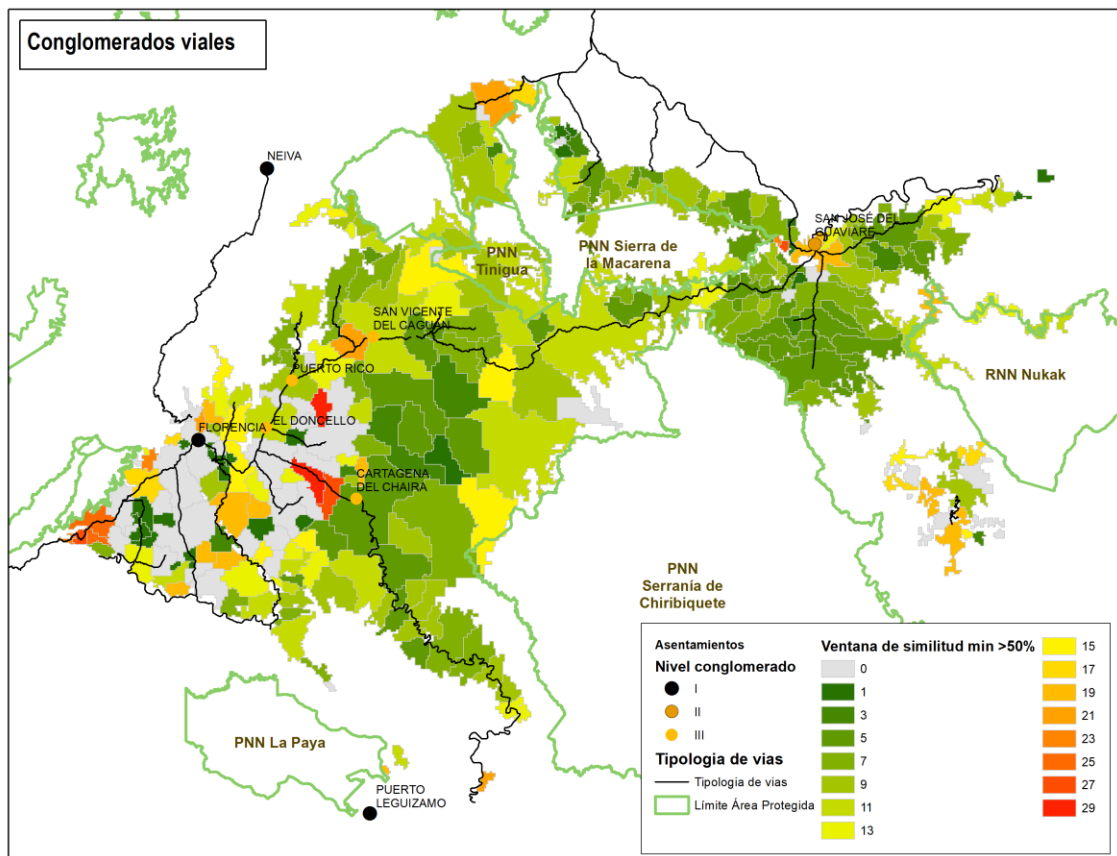 Conglomerados viales
NEIVA
SAN JOSÉ DEL
GUAVIARE
PNN
Tinigua
PNN Sierra de
la Macarena
SAN VICENTE
DEL CAGUÁN
PUERTO RICO
RNN Nukak
EL DONCELLO
FLORENCIA
CARTAGENA
DEL CHAIRA
PNN
Serranía de
Chiribiquete
PNN La Paya
PUERTO
LEGUIZAMO
Asentamientos
Nivel conglomerado
I
II
III
Tipologia de vias
Tipologia de vias
Límite Área Protegida
Ventana de similitud min >50%
0
1
3
5
7
9
11
13
15
17
19
21
23
25
27
29